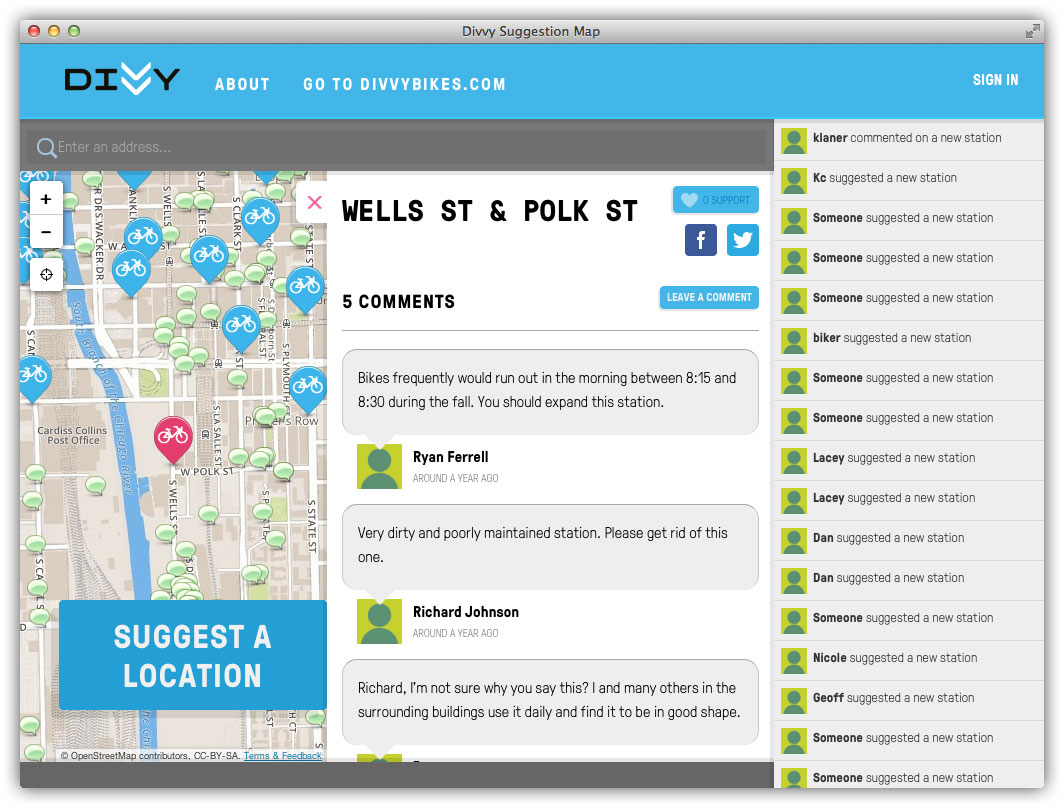 Divvy Suggestion Map
DIVVY
ABOUT
GO TO DIVVYBIKES.COM
SIGN IN
Enter an address...
+
−
W POLK ST
Cardiss Collins
Post Office
South Branch of the Chicago River
S WELLS ST
S LA SALLE ST
S CLARK ST
S PLYMOUTH
S STATE ST
SUGGEST A
LOCATION
© OpenStreetMap contributors, CC-BY-SA. Terms & Feedback
WELLS ST & POLK ST
0 SUPPORT
5 COMMENTS
LEAVE A COMMENT
Bikes frequently would run out in the morning between 8:15 and
8:30 during the fall. You should expand this station.
Ryan Ferrell
AROUND A YEAR AGO
Very dirty and poorly maintained station. Please get rid of this
one.
Richard Johnson
AROUND A YEAR AGO
Richard, I'm not sure why you say this? I and many others in the
surrounding buildings use it daily and find it to be in good shape.
klaner commented on a new station
Kc suggested a new station
Someone suggested a new station
Someone suggested a new station
Someone suggested a new station
biker suggested a new station
Someone suggested a new station
Someone suggested a new station
Lacey suggested a new station
Lacey suggested a new station
Dan suggested a new station
Dan suggested a new station
Someone suggested a new station
Nicole suggested a new station
Geoff suggested a new station
Someone suggested a new station
Someone suggested a new station